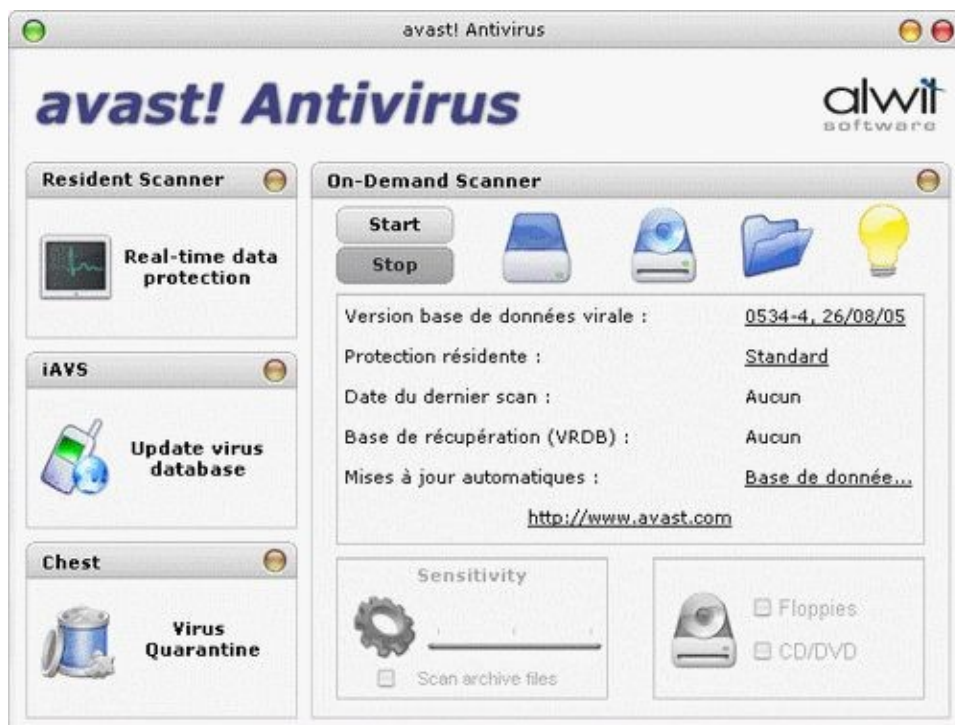 avast! Antivirus
avast! Antivirus
alwil
software
Resident Scanner
Real-time data
protection
iAVS
Update virus
database
Chest
Virus
Quarantine
On-Demand Scanner
Start
Stop
Version base de données virale : 0534-4, 26/08/05
Protection résidente : Standard
Date du dernier scan : Aucun
Base de récupération (VRDB) : Aucun
Mises à jour automatiques : Base de donnée...
http://www.avast.com
Sensitivity
Scan archive files
Floppies
CD/DVD